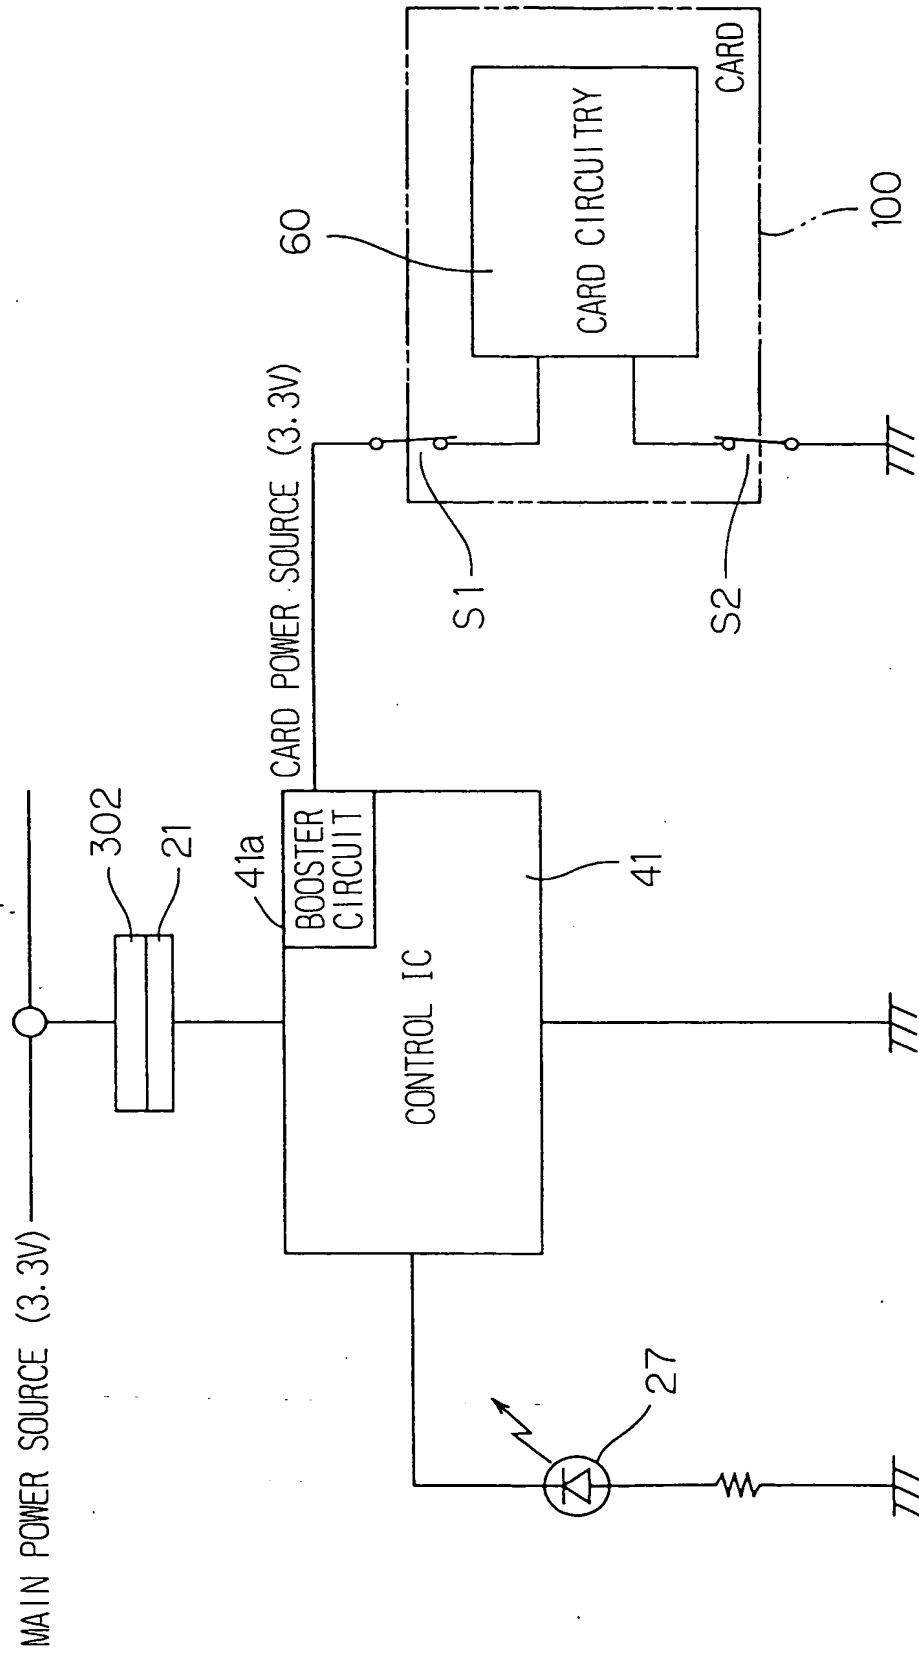 MAIN POWER SOURCE (3.3V)
302
21
41a
BOOSTER
CIRCUIT
CONTROL IC
41
27
CARD POWER SOURCE (3.3V)
S1
S2
60
CARD CIRCUITRY
CARD
100